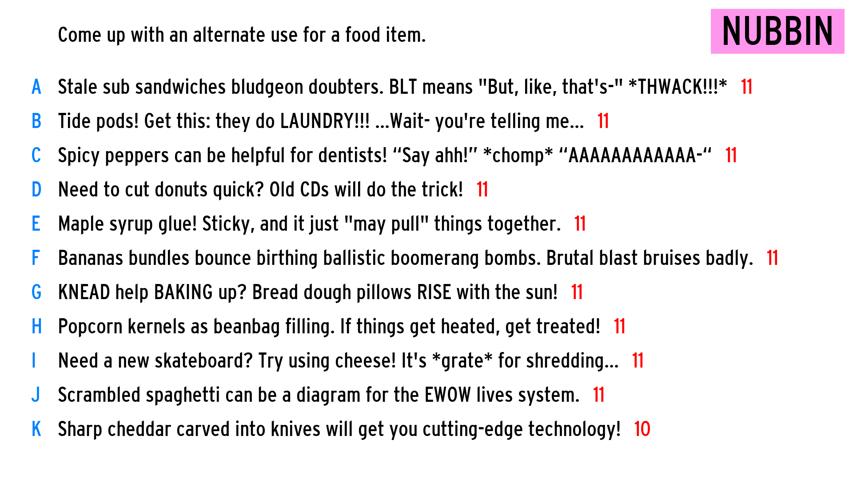 Come up with an alternate use for a food item.
NUBBIN
A Stale sub sandwiches bludgeon doubters. BLT means "But, like, that's-" *THWACK!!!* 11
B Tide pods! Get this: they do LAUNDRY!!! ...Wait- you're telling me... 11
C Spicy peppers can be helpful for dentists! “Say ahh!” *chomp* “AAAAAAAAAAAA-“ 11
D Need to cut donuts quick? Old CDs will do the trick! 11
E Maple syrup glue! Sticky, and it just "may pull" things together. 11
F Bananas bundles bounce birthing ballistic boomerang bombs. Brutal blast bruises badly. 11
G KNEAD help BAKING up? Bread dough pillows RISE with the sun! 11
H Popcorn kernels as beanbag filling. If things get heated, get treated! 11
I Need a new skateboard? Try using cheese! It's *grate* for shredding... 11
J Scrambled spaghetti can be a diagram for the EWOW lives system. 11
K Sharp cheddar carved into knives will get you cutting-edge technology! 10